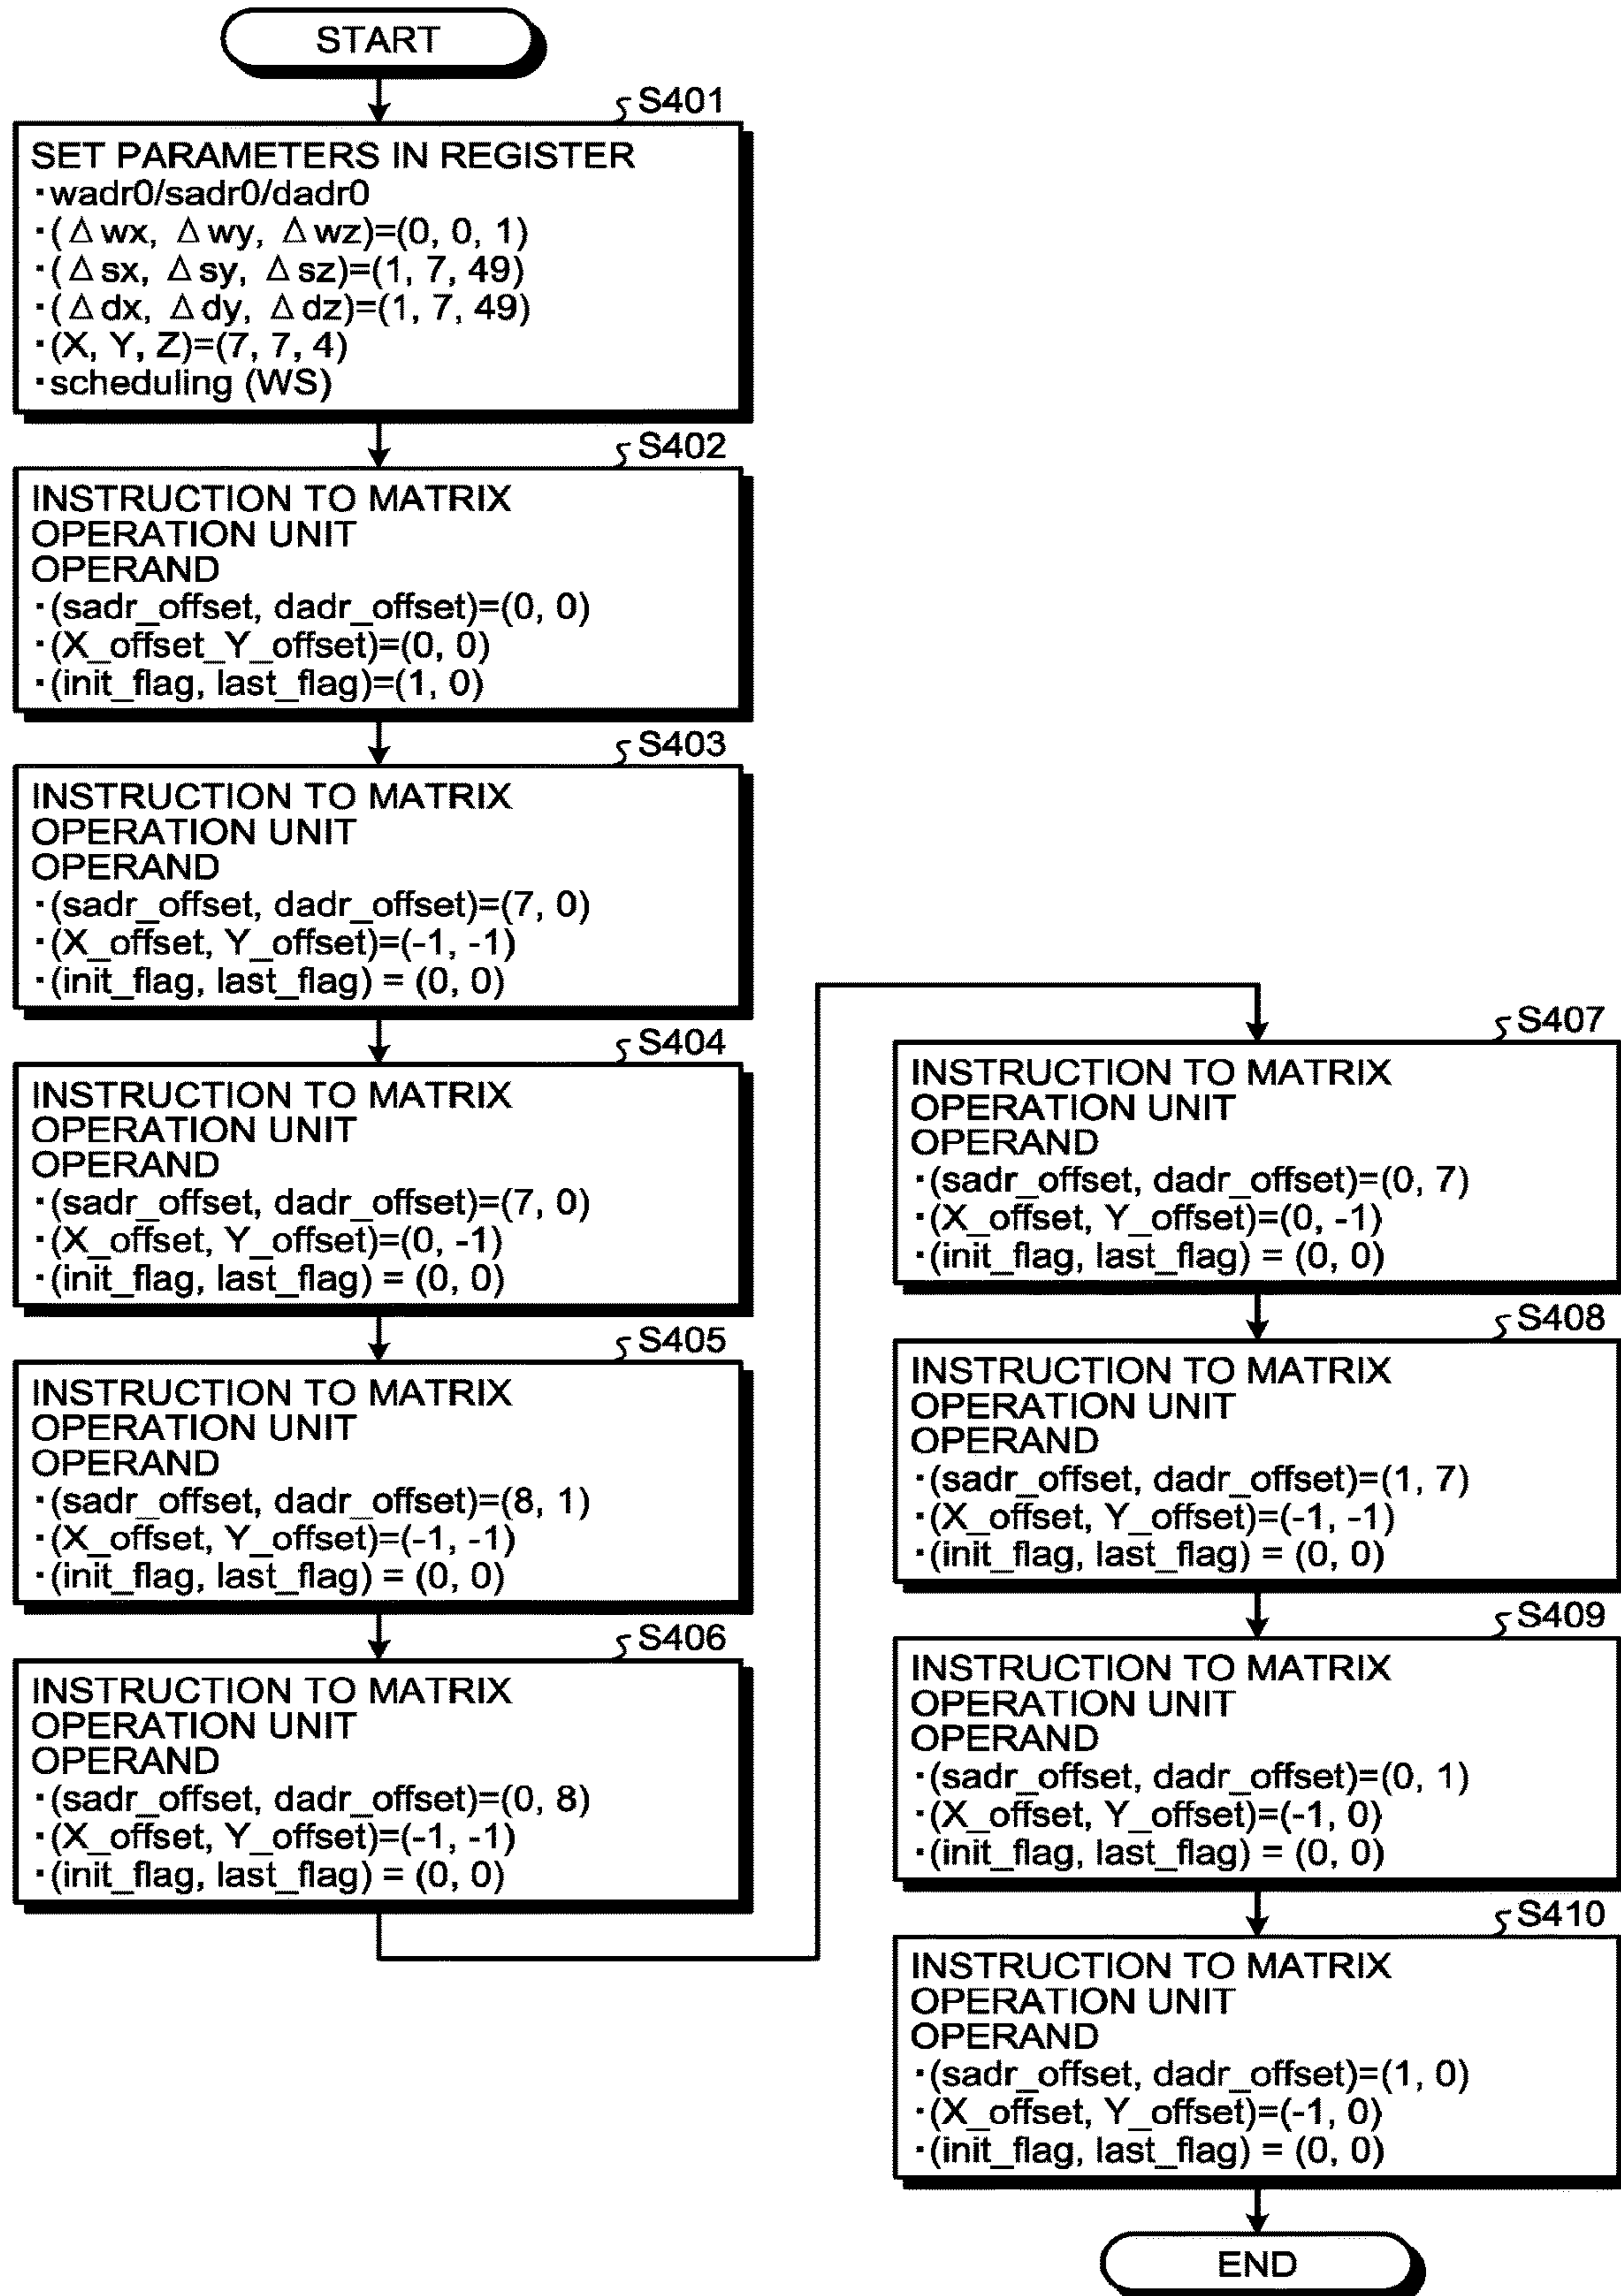 START
S401
SET PARAMETERS IN REGISTER
・wadr0/sadr0/dadr0
・(Δwx, Δwy, Δwz)=(0, 0, 1)
・(Δsx, Δsy, Δsz)=(1, 7, 49)
・(Δdx, Δdy, Δdz)=(1, 7, 49)
・(X, Y, Z)=(7, 7, 4)
・scheduling (WS)
S402
INSTRUCTION TO MATRIX
OPERATION UNIT
OPERAND
・(sadr_offset, dadr_offset)=(0, 0)
・(X_offset_Y_offset)=(0, 0)
・(init_flag, last_flag)=(1, 0)
S403
INSTRUCTION TO MATRIX
OPERATION UNIT
OPERAND
・(sadr_offset, dadr_offset)=(7, 0)
・(X_offset, Y_offset)=(-1, -1)
・(init_flag, last_flag) = (0, 0)
S404
INSTRUCTION TO MATRIX
OPERATION UNIT
OPERAND
・(sadr_offset, dadr_offset)=(7, 0)
・(X_offset, Y_offset)=(0, -1)
・(init_flag, last_flag) = (0, 0)
S405
INSTRUCTION TO MATRIX
OPERATION UNIT
OPERAND
・(sadr_offset, dadr_offset)=(8, 1)
・(X_offset, Y_offset)=(-1, -1)
・(init_flag, last_flag) = (0, 0)
S406
INSTRUCTION TO MATRIX
OPERATION UNIT
OPERAND
・(sadr_offset, dadr_offset)=(0, 8)
・(X_offset, Y_offset)=(-1, -1)
・(init_flag, last_flag) = (0, 0)
S407
INSTRUCTION TO MATRIX
OPERATION UNIT
OPERAND
・(sadr_offset, dadr_offset)=(0, 7)
・(X_offset, Y_offset)=(0, -1)
・(init_flag, last_flag) = (0, 0)
S408
INSTRUCTION TO MATRIX
OPERATION UNIT
OPERAND
・(sadr_offset, dadr_offset)=(1, 7)
・(X_offset, Y_offset)=(-1, -1)
・(init_flag, last_flag) = (0, 0)
S409
INSTRUCTION TO MATRIX
OPERATION UNIT
OPERAND
・(sadr_offset, dadr_offset)=(0, 1)
・(X_offset, Y_offset)=(-1, 0)
・(init_flag, last_flag) = (0, 0)
S410
INSTRUCTION TO MATRIX
OPERATION UNIT
OPERAND
・(sadr_offset, dadr_offset)=(1, 0)
・(X_offset, Y_offset)=(-1, 0)
・(init_flag, last_flag) = (0, 0)
END